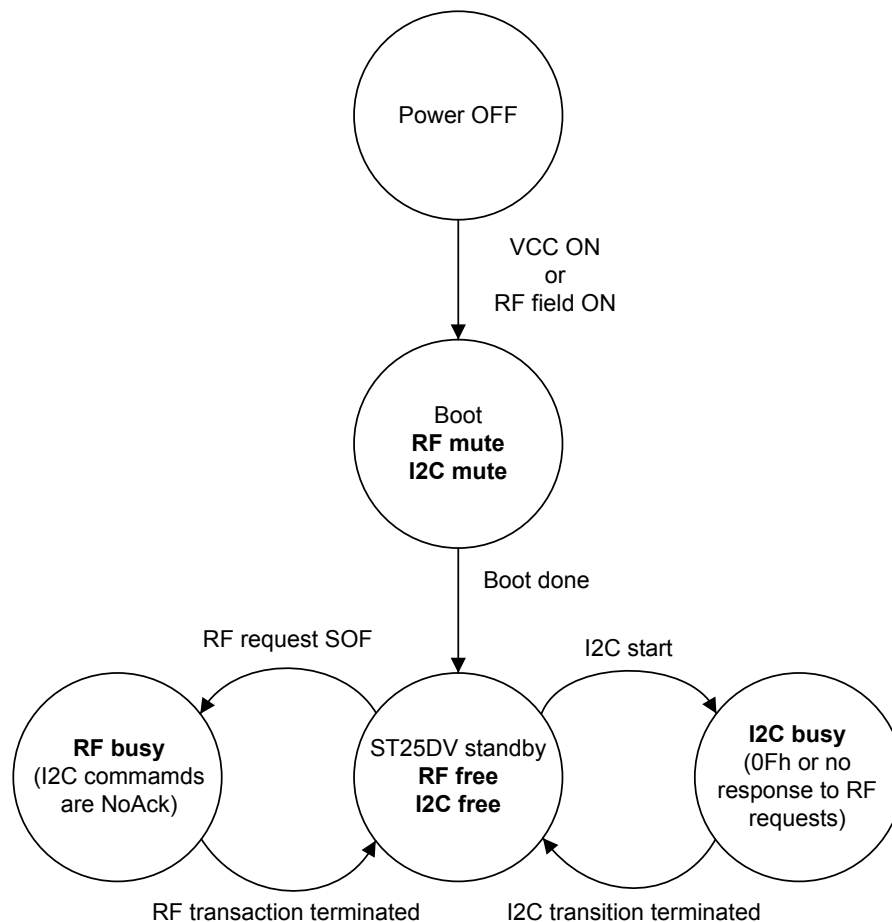 Power OFF
VCC ON
or
RF field ON
Boot
RF mute
I2C mute
Boot done
RF request SOF
I2C start
RF busy
(I2C commamds
are NoAck)
ST25DV standby
RF free
I2C free
I2C busy
(0Fh or no
response to RF
requests)
RF transaction terminated
I2C transition terminated